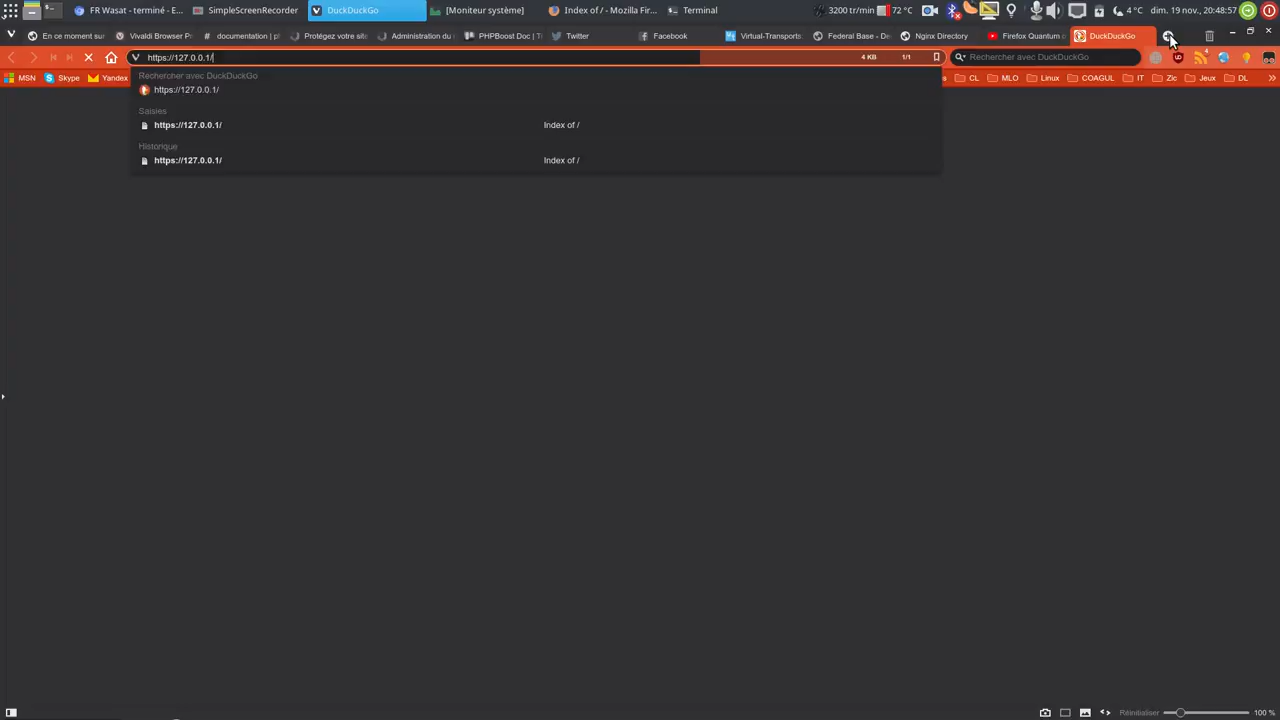 FR Wasat - terminé - E... SimpleScreenRecorder DuckDuckGo [Moniteur système] Index of / - Mozilla Fir... Terminal 3200 tr/min 72 °C 4 °C dim. 19 nov., 20:48:57
En ce moment sur Vivaldi Browser P documentation | pl Protégez votre site Administration du PHPBoost Doc | T Twitter Facebook Virtual-Transports Federal Base - De Nginx Directory Firefox Quantum e DuckDuckGo
https://127.0.0.1/ 4 KB 1/1 Rechercher avec DuckDuckGo 4
MSN Skype Yandex CL MLO Linux COAGUL IT Zic Jeux DL
Rechercher avec DuckDuckGo
https://127.0.0.1/
Saisies
https://127.0.0.1/ Index of /
Historique
https://127.0.0.1/ Index of /
Réinitialiser 100 %